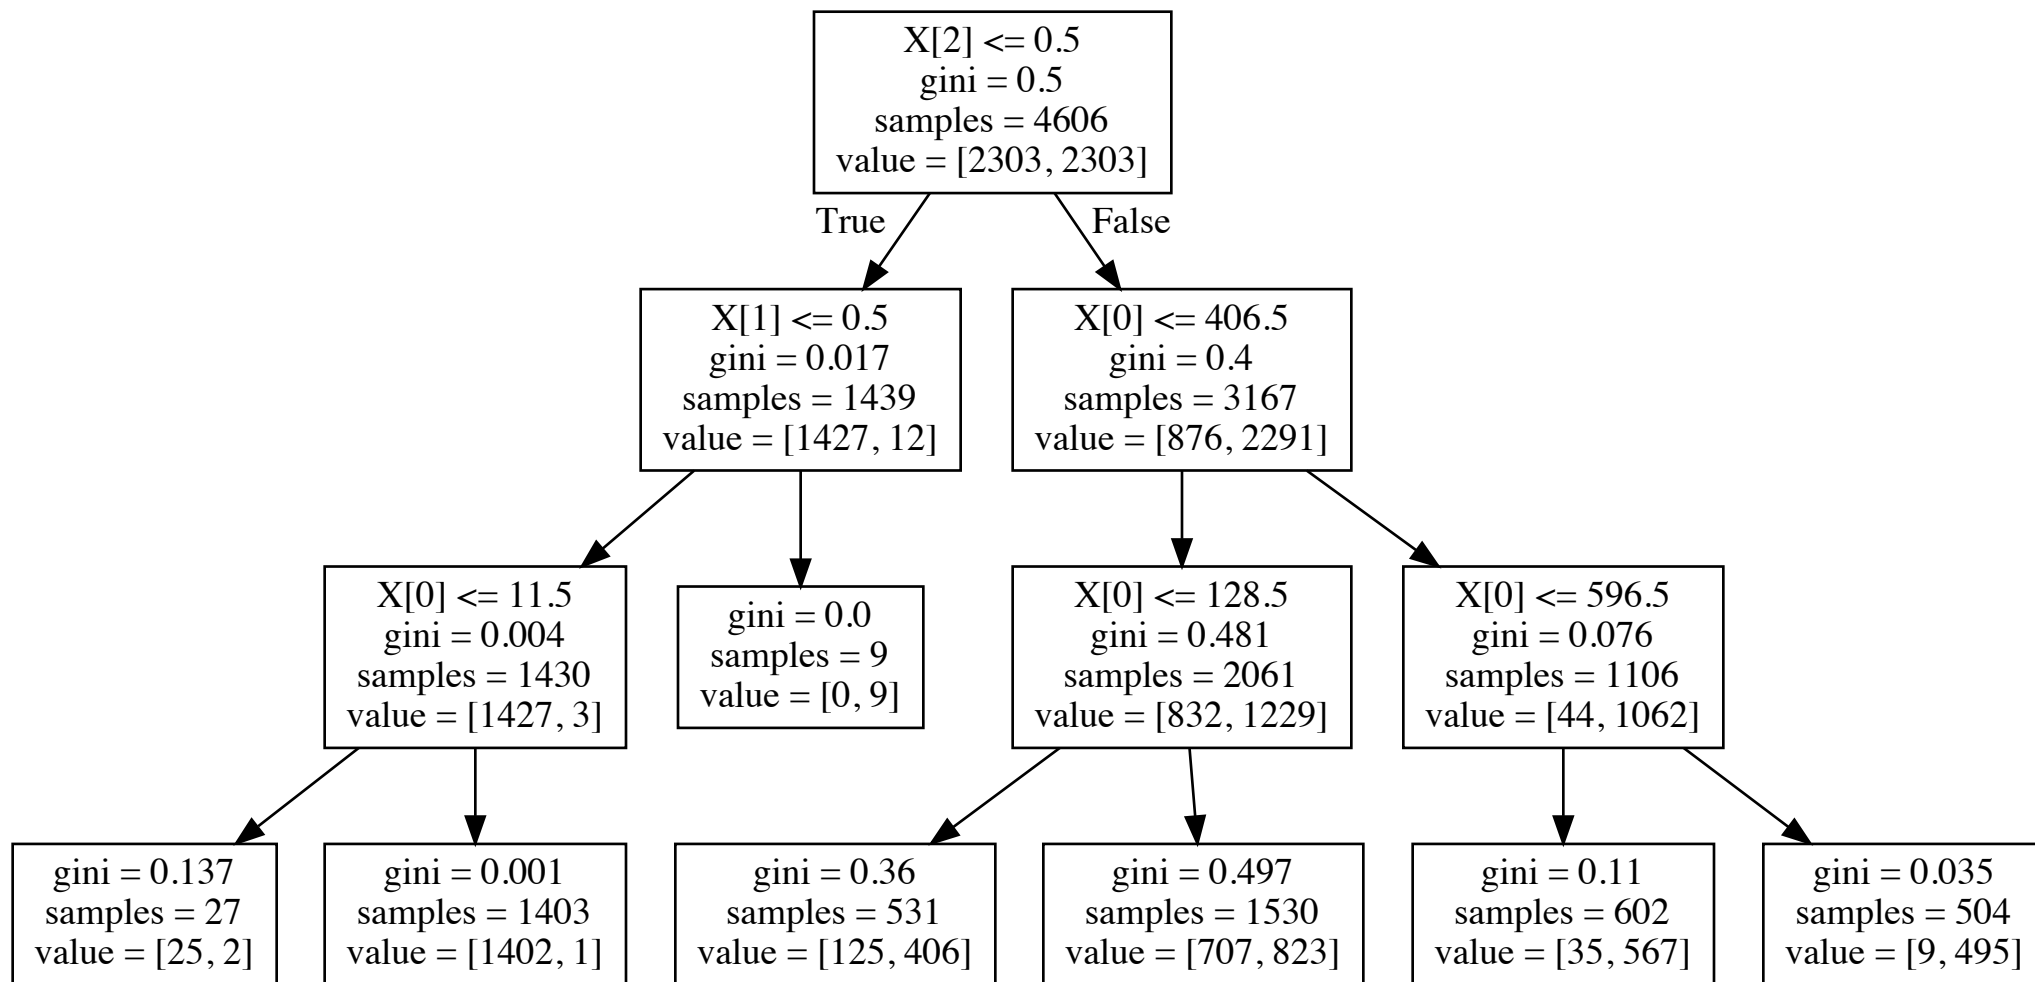 X[2] <= 0.5
gini = 0.5
samples = 4606
value = [2303, 2303]
True
False
X[1] <= 0.5
gini = 0.017
samples = 1439
value = [1427, 12]
X[0] <= 406.5
gini = 0.4
samples = 3167
value = [876, 2291]
X[0] <= 11.5
gini = 0.004
samples = 1430
value = [1427, 3]
gini = 0.0
samples = 9
value = [0, 9]
X[0] <= 128.5
gini = 0.481
samples = 2061
value = [832, 1229]
X[0] <= 596.5
gini = 0.076
samples = 1106
value = [44, 1062]
gini = 0.137
samples = 27
value = [25, 2]
gini = 0.001
samples = 1403
value = [1402, 1]
gini = 0.36
samples = 531
value = [125, 406]
gini = 0.497
samples = 1530
value = [707, 823]
gini = 0.11
samples = 602
value = [35, 567]
gini = 0.035
samples = 504
value = [9, 495]